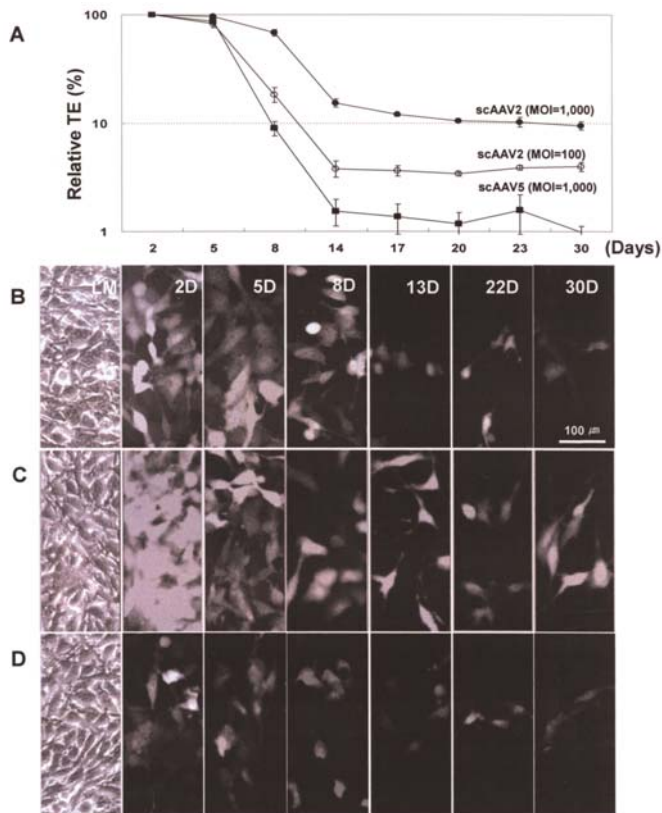 A
Relative TE (%)
100
10
1
scAAV2 (MOI=1,000)
scAAV2 (MOI=100)
scAAV5 (MOI=1,000)
2 5 8 14 17 20 23 30 (Days)
B
LM 2D 5D 8D 13D 22D 30D
100 μm
C
D